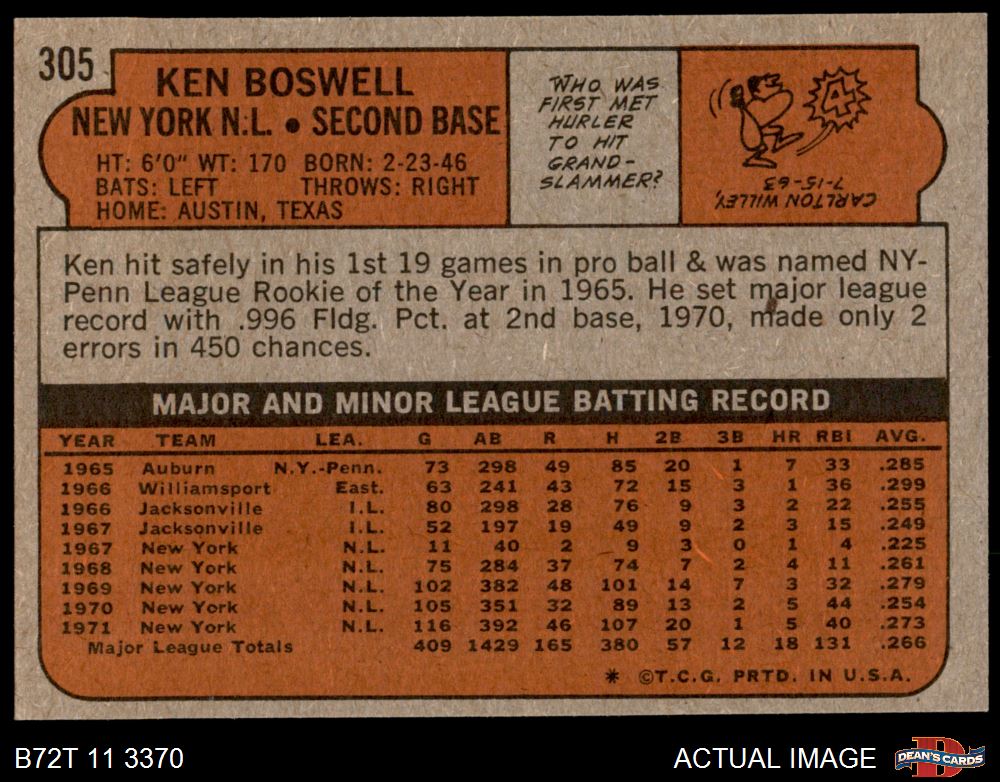 305
KEN BOSWELL
NEW YORK N.L. • SECOND BASE
HT: 6'0" WT: 170 BORN: 2-23-46
BATS: LEFT THROWS: RIGHT
HOME: AUSTIN, TEXAS
WHO WAS
FIRST MET
HURLER
TO HIT
GRAND-
SLAMMER?
4
CARLTON WILLEY,
7-15-63
Ken hit safely in his 1st 19 games in pro ball & was named NY-
Penn League Rookie of the Year in 1965. He set major league
record with .996 Fldg. Pct. at 2nd base, 1970, made only 2
errors in 450 chances.
MAJOR AND MINOR LEAGUE BATTING RECORD
YEAR TEAM LEA. G AB R H 2B 3B HR RBI AVG.
1965 Auburn N.Y.-Penn. 73 298 49 85 20 1 7 33 .285
1966 Williamsport East. 63 241 43 72 15 3 1 36 .299
1966 Jacksonville I.L. 80 298 28 76 9 3 2 22 .255
1967 Jacksonville I.L. 52 197 19 49 9 2 3 15 .249
1967 New York N.L. 11 40 2 9 3 0 1 4 .225
1968 New York N.L. 75 284 37 74 7 2 4 11 .261
1969 New York N.L. 102 382 48 101 14 7 3 32 .279
1970 New York N.L. 105 351 32 89 13 2 5 44 .254
1971 New York N.L. 116 392 46 107 20 1 5 40 .273
Major League Totals 409 1429 165 380 57 12 18 131 .266
* ©T.C.G. PRTD. IN U.S.A.
B72T 11 3370
ACTUAL IMAGE
D
DEAN'S CARDS